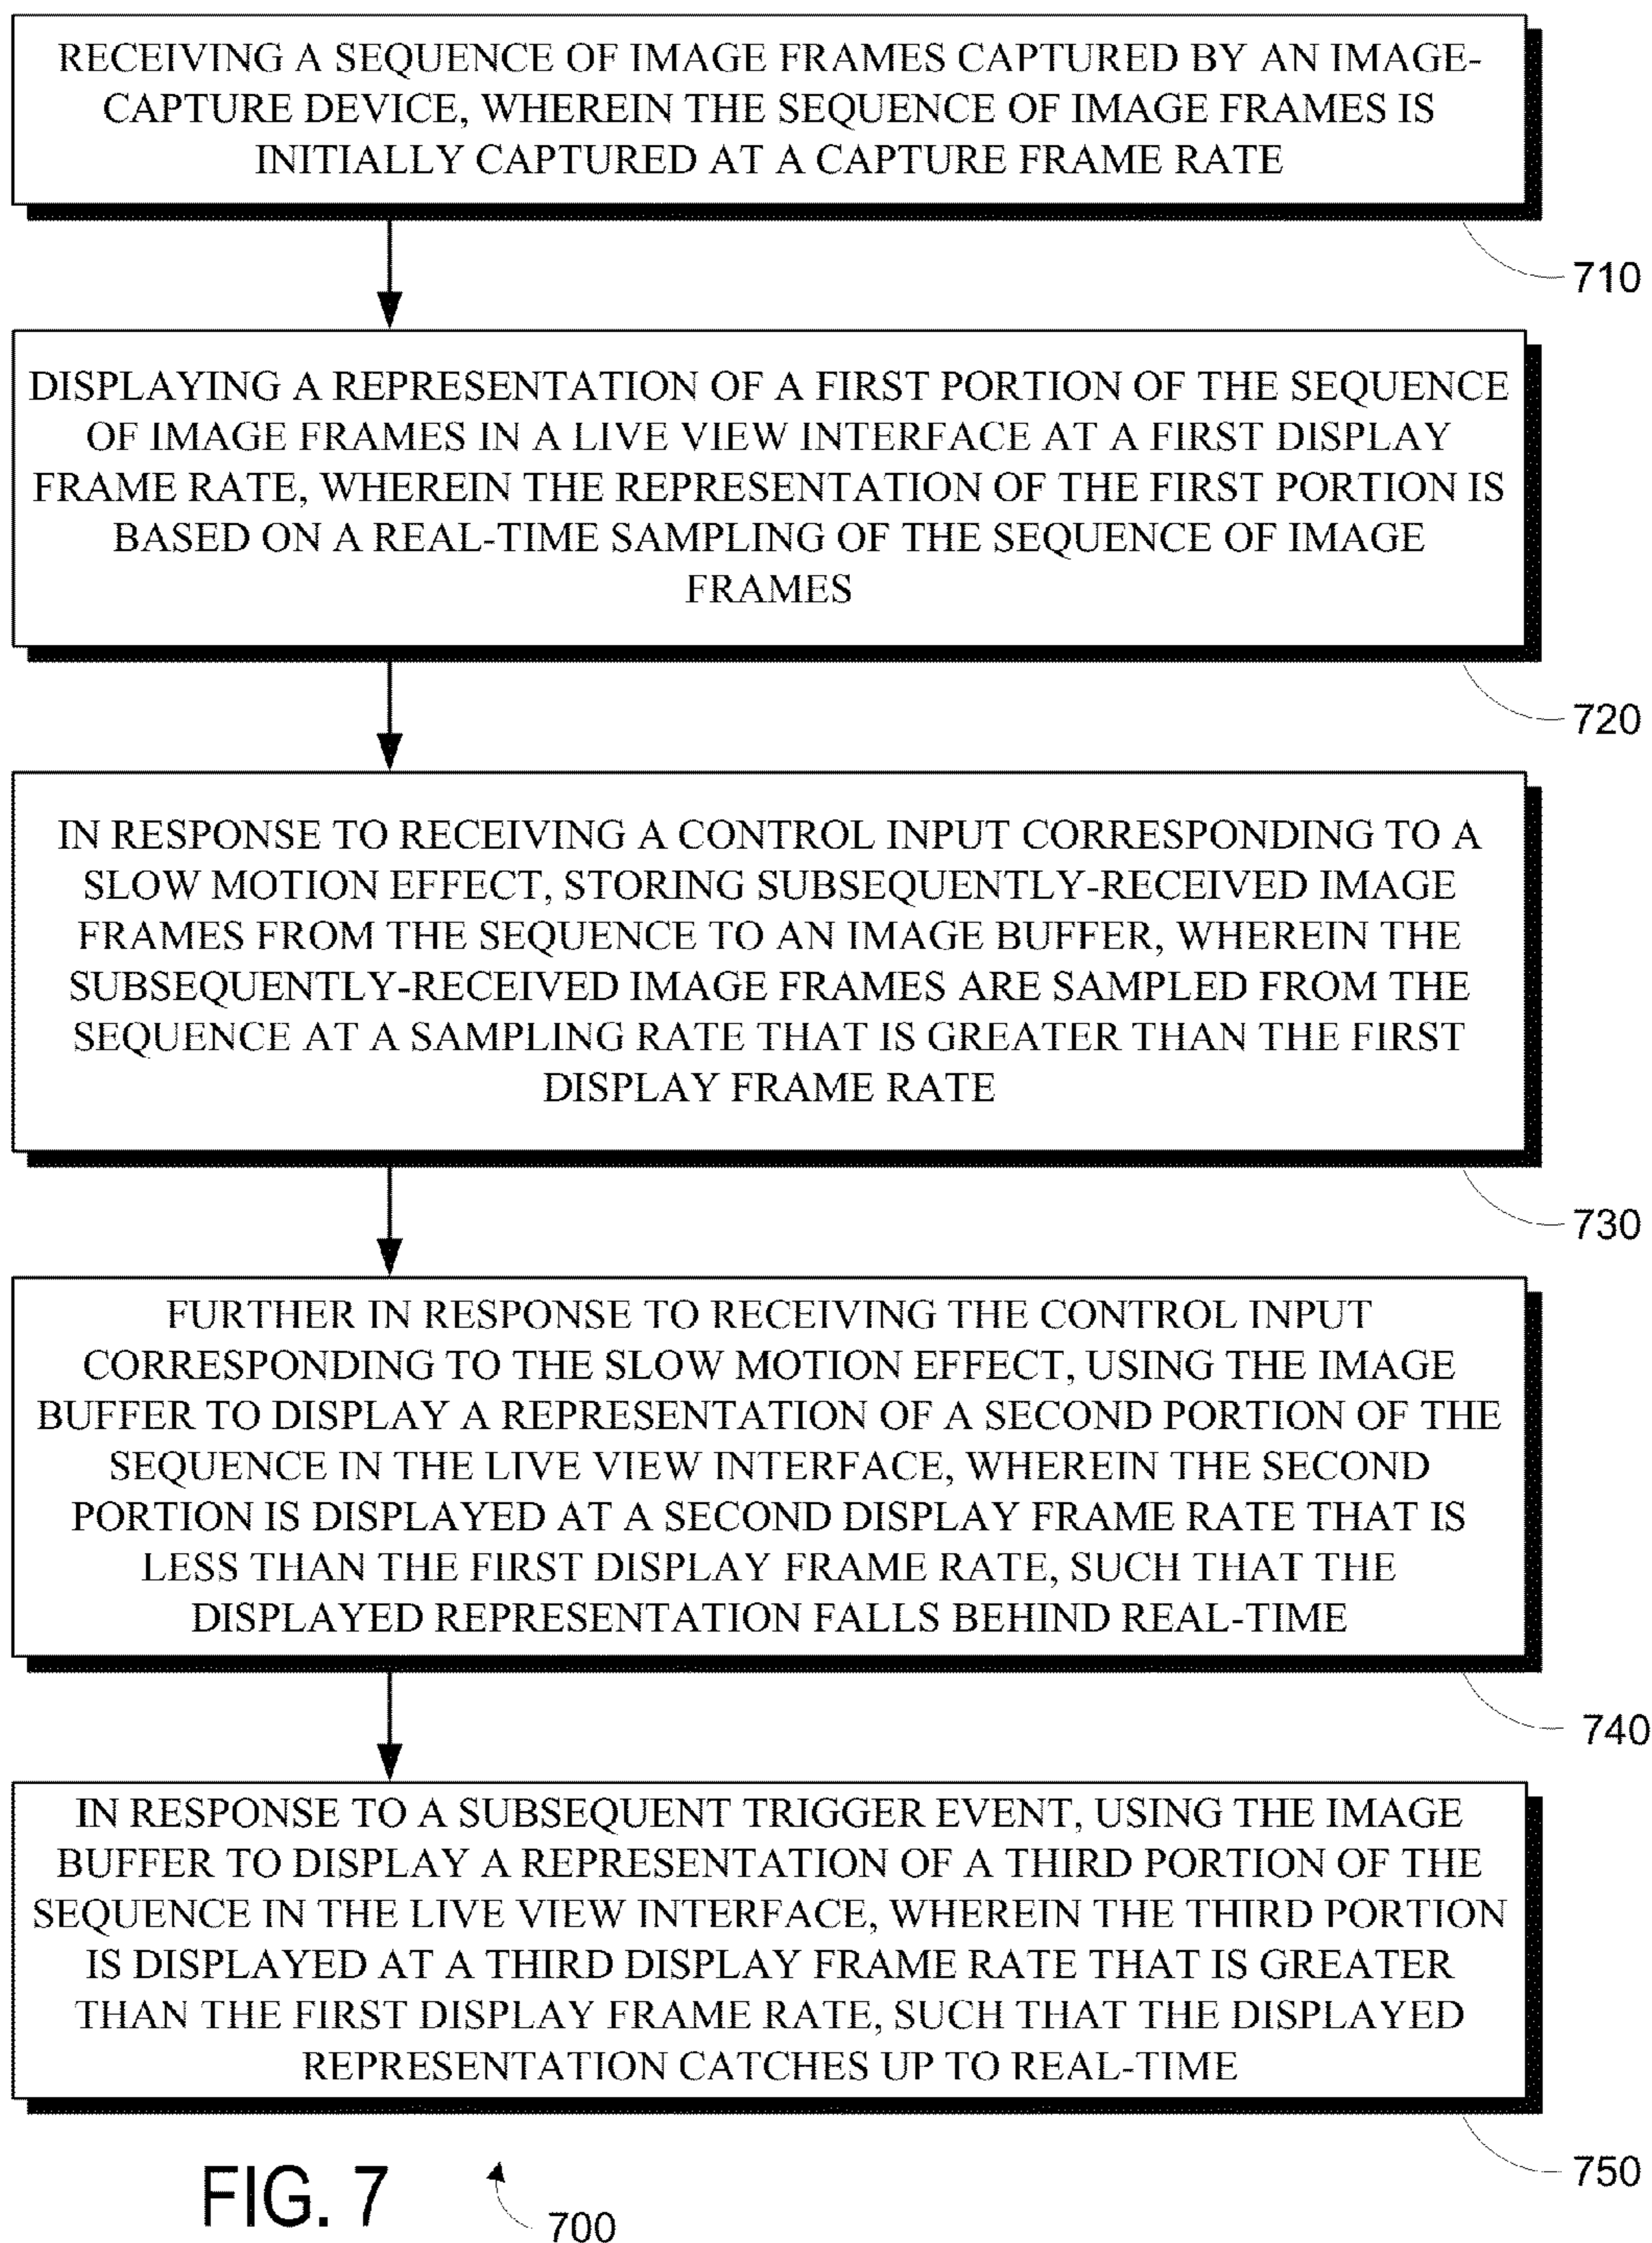 RECEIVING A SEQUENCE OF IMAGE FRAMES CAPTURED BY AN IMAGE-
CAPTURE DEVICE, WHEREIN THE SEQUENCE OF IMAGE FRAMES IS
INITIALLY CAPTURED AT A CAPTURE FRAME RATE
710
DISPLAYING A REPRESENTATION OF A FIRST PORTION OF THE SEQUENCE
OF IMAGE FRAMES IN A LIVE VIEW INTERFACE AT A FIRST DISPLAY
FRAME RATE, WHEREIN THE REPRESENTATION OF THE FIRST PORTION IS
BASED ON A REAL-TIME SAMPLING OF THE SEQUENCE OF IMAGE
FRAMES
720
IN RESPONSE TO RECEIVING A CONTROL INPUT CORRESPONDING TO A
SLOW MOTION EFFECT, STORING SUBSEQUENTLY-RECEIVED IMAGE
FRAMES FROM THE SEQUENCE TO AN IMAGE BUFFER, WHEREIN THE
SUBSEQUENTLY-RECEIVED IMAGE FRAMES ARE SAMPLED FROM THE
SEQUENCE AT A SAMPLING RATE THAT IS GREATER THAN THE FIRST
DISPLAY FRAME RATE
730
FURTHER IN RESPONSE TO RECEIVING THE CONTROL INPUT
CORRESPONDING TO THE SLOW MOTION EFFECT, USING THE IMAGE
BUFFER TO DISPLAY A REPRESENTATION OF A SECOND PORTION OF THE
SEQUENCE IN THE LIVE VIEW INTERFACE, WHEREIN THE SECOND
PORTION IS DISPLAYED AT A SECOND DISPLAY FRAME RATE THAT IS
LESS THAN THE FIRST DISPLAY FRAME RATE, SUCH THAT THE
DISPLAYED REPRESENTATION FALLS BEHIND REAL-TIME
740
IN RESPONSE TO A SUBSEQUENT TRIGGER EVENT, USING THE IMAGE
BUFFER TO DISPLAY A REPRESENTATION OF A THIRD PORTION OF THE
SEQUENCE IN THE LIVE VIEW INTERFACE, WHEREIN THE THIRD PORTION
IS DISPLAYED AT A THIRD DISPLAY FRAME RATE THAT IS GREATER
THAN THE FIRST DISPLAY FRAME RATE, SUCH THAT THE DISPLAYED
REPRESENTATION CATCHES UP TO REAL-TIME
750
FIG. 7
700